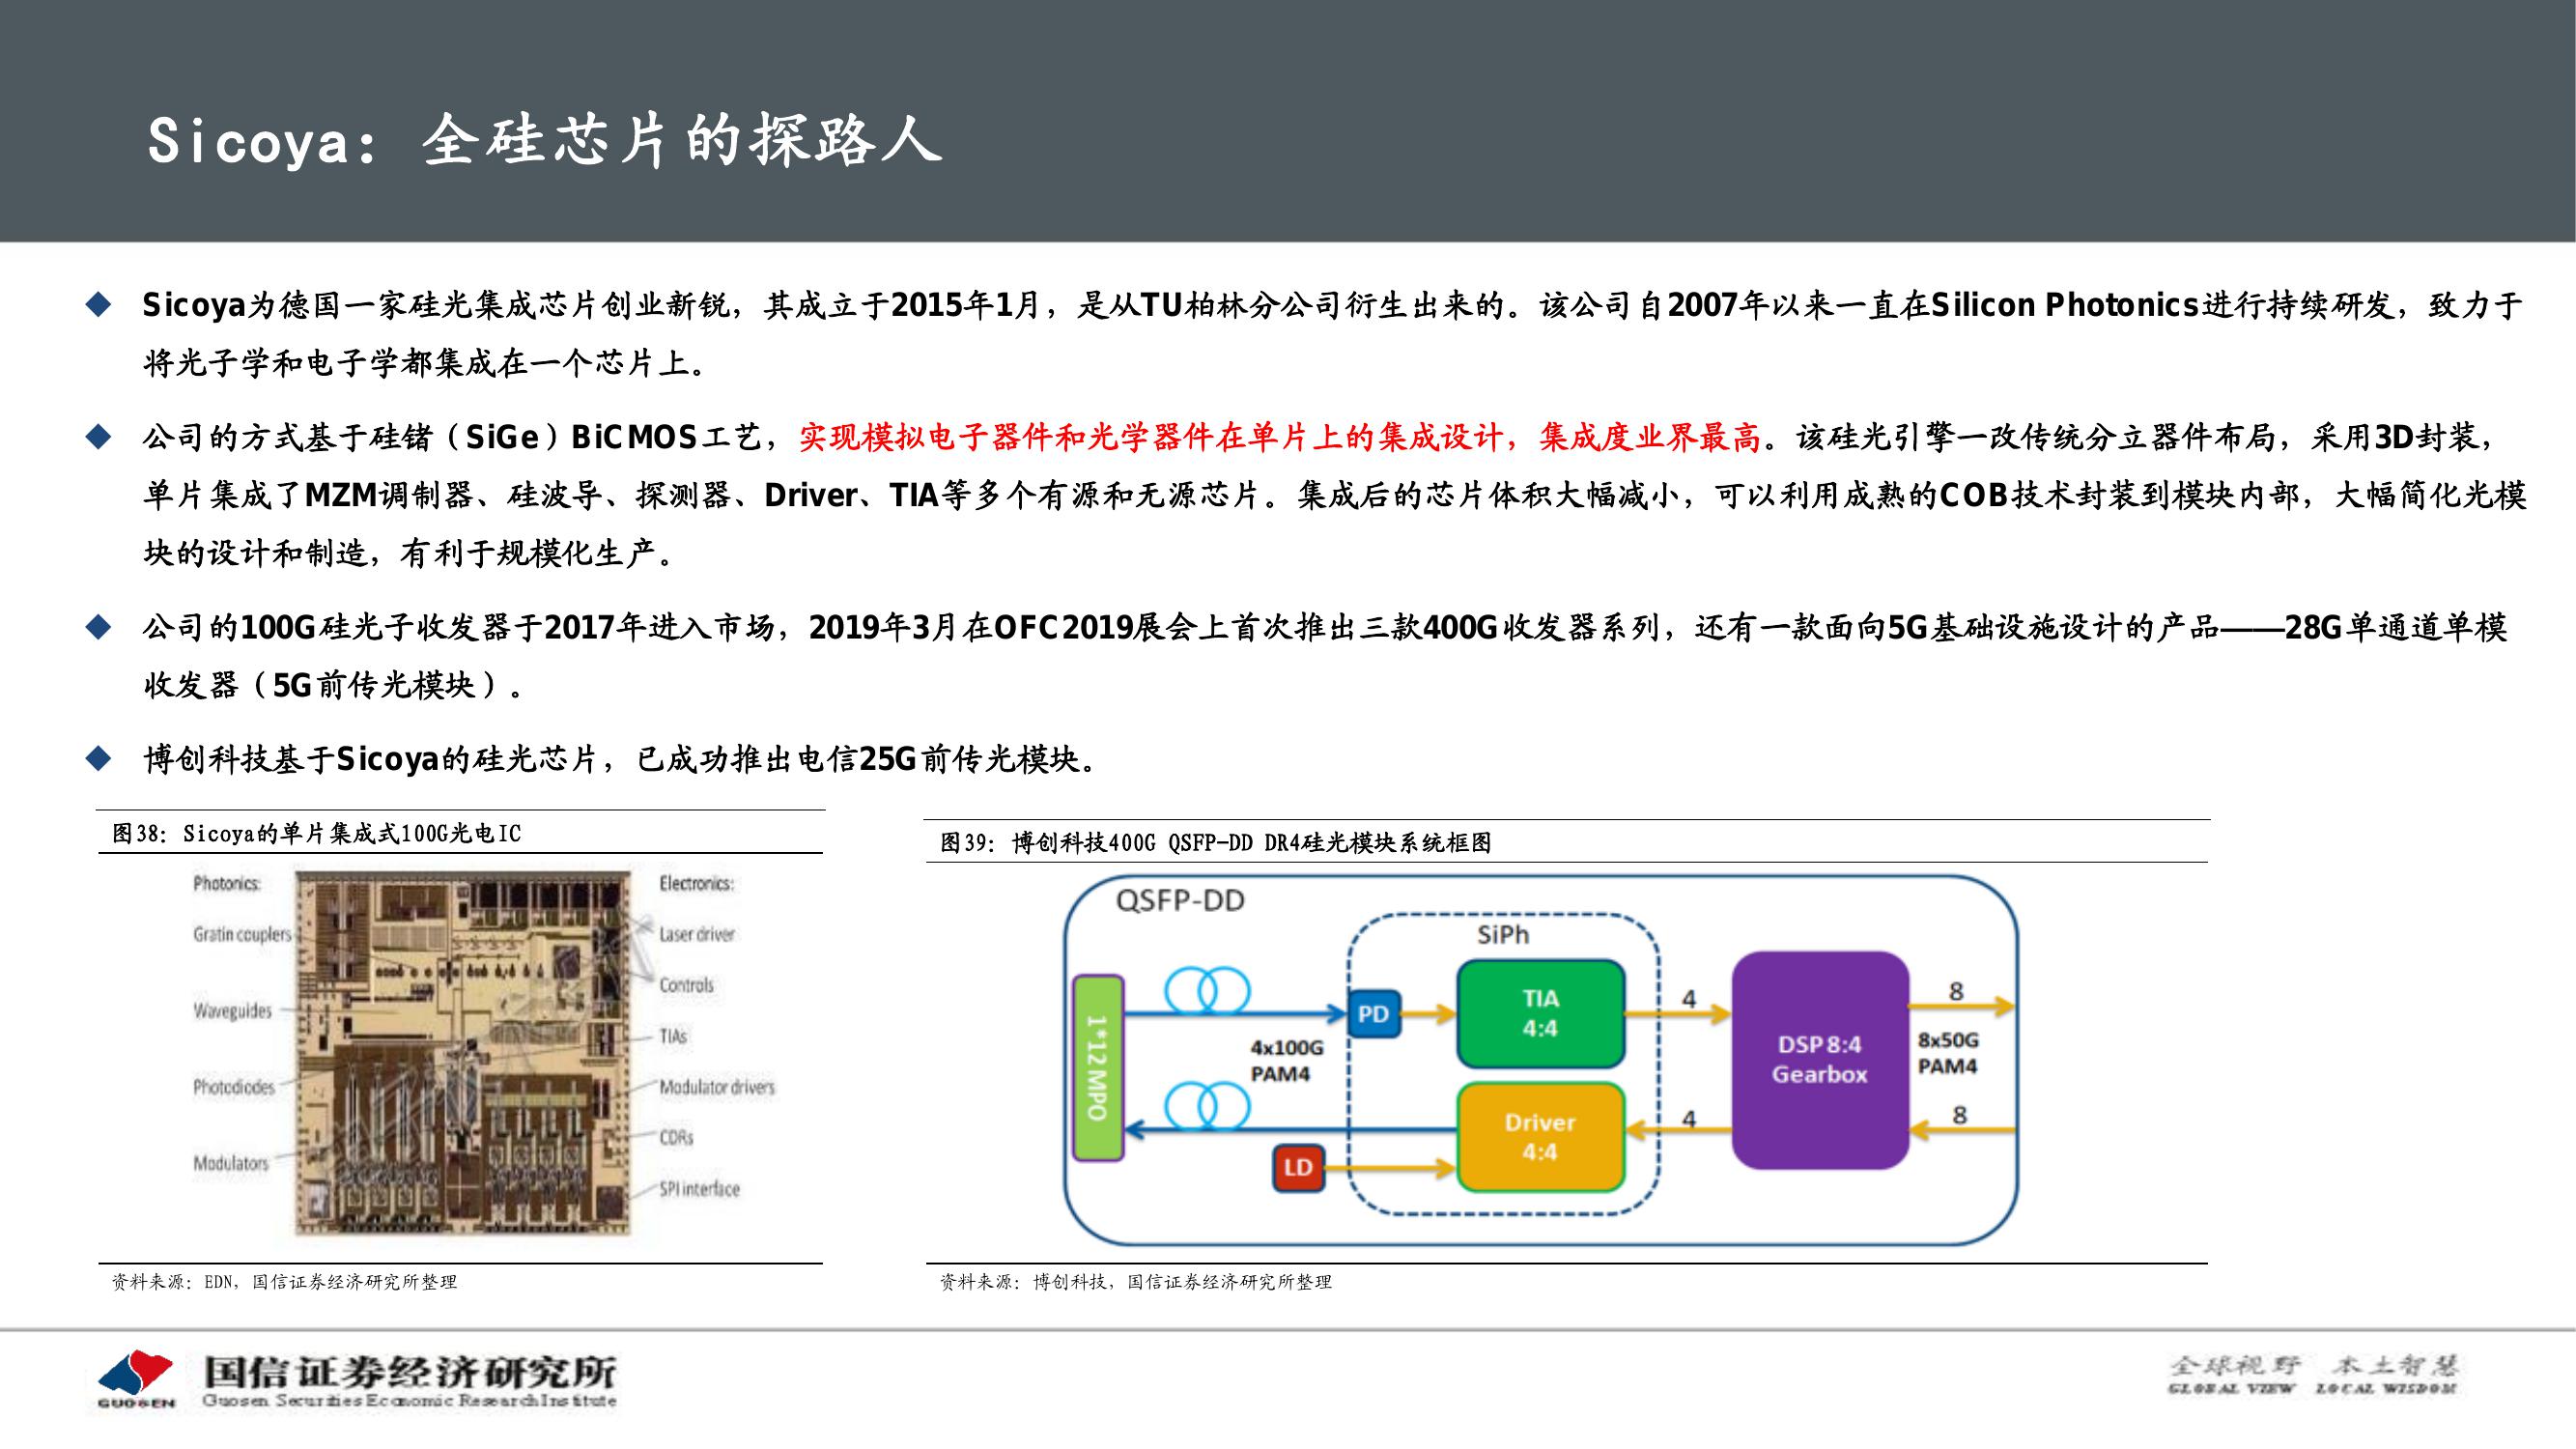 Sicoya：全硅芯片的探路人
Sicoya为德国一家硅光集成芯片创业新锐，其成立于2015年1月，是从TU柏林分公司衍生出来的。该公司自2007年以来一直在Silicon Photonics进行持续研发，致力于
将光子学和电子学都集成在一个芯片上。
公司的方式基于硅锗（SiGe）BiCMOS工艺，实现模拟电子器件和光学器件在单片上的集成设计，集成度业界最高。该硅光引擎一改传统分立器件布局，采用3D封装，
单片集成了MZM调制器、硅波导、探测器、Driver、TIA等多个有源和无源芯片。集成后的芯片体积大幅减小，可以利用成熟的COB技术封装到模块内部，大幅简化光模
块的设计和制造，有利于规模化生产。
公司的100G硅光子收发器于2017年进入市场，2019年3月在OFC2019展会上首次推出三款400G收发器系列，还有一款面向5G基础设施设计的产品——28G单通道单模
收发器（5G前传光模块）。
博创科技基于Sicoya的硅光芯片，已成功推出电信25G前传光模块。
图38：Sicoya的单片集成式100G光电IC
Photonics:
Gratin couplers
Waveguides
Photodiodes
Modulators
Electronics:
Laser driver
Controls
TIAs
Modulator drivers
CDRs
SPI interface
资料来源：EDN，国信证券经济研究所整理
图39：博创科技400G QSFP-DD DR4硅光模块系统框图
QSFP-DD
SiPh
1*12 MPO
PD
TIA
4:4
4
8
4x100G
PAM4
DSP 8:4
Gearbox
8x50G
PAM4
Driver
4:4
4
8
LD
资料来源：博创科技，国信证券经济研究所整理
GUOSEN
国信证券经济研究所
Guosen Securities Economic Research Institute
全球视野 本土智慧
GLOBAL VIEW LOCAL WISDOM